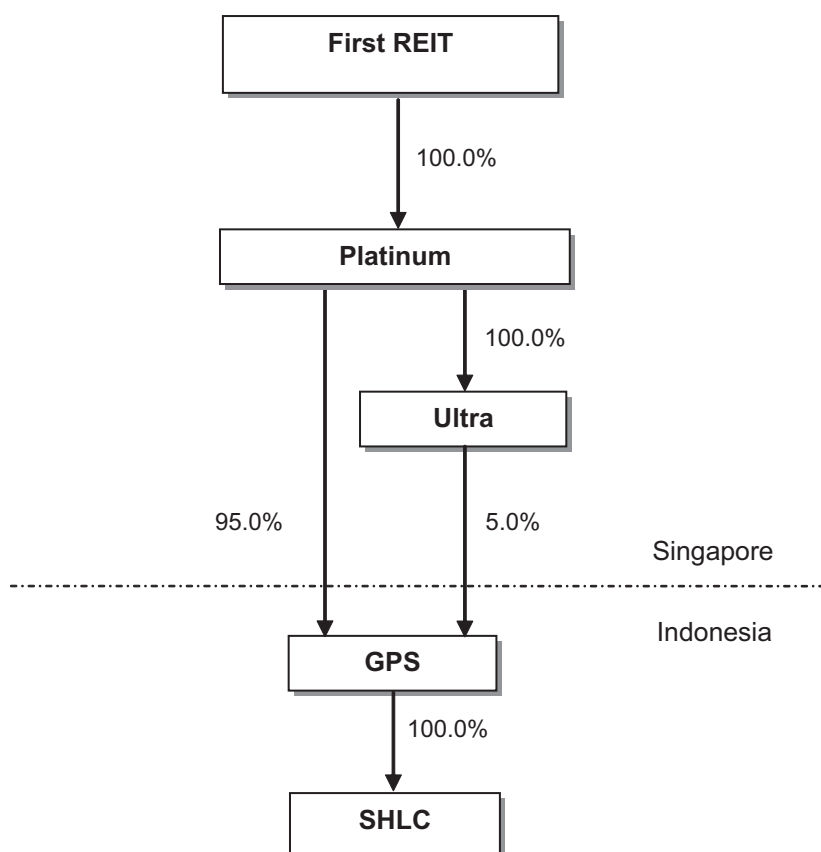 First REIT
100.0%
Platinum
100.0%
Ultra
95.0%
5.0%
Singapore
Indonesia
GPS
100.0%
SHLC